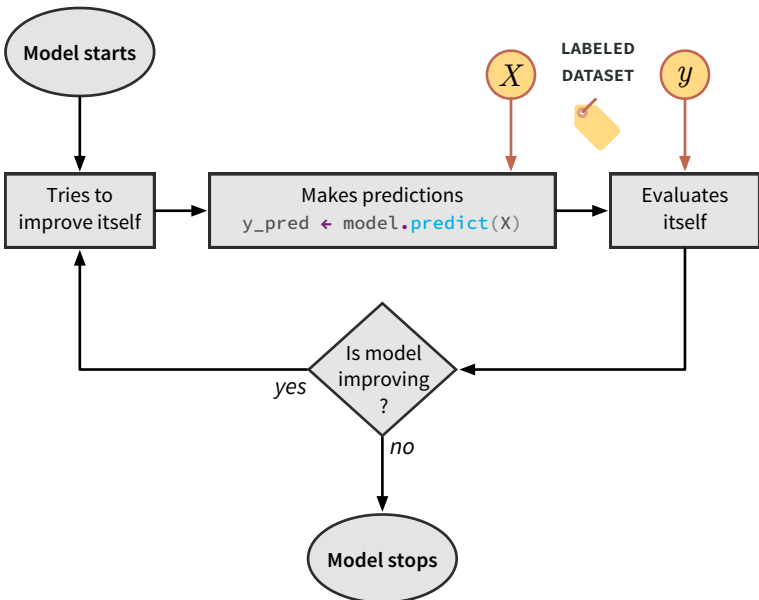 Model starts
X
LABELED
DATASET
y
Tries to
improve itself
Makes predictions
y_pred ← model.predict(X)
Evaluates
itself
Is model
improving
?
yes
no
Model stops